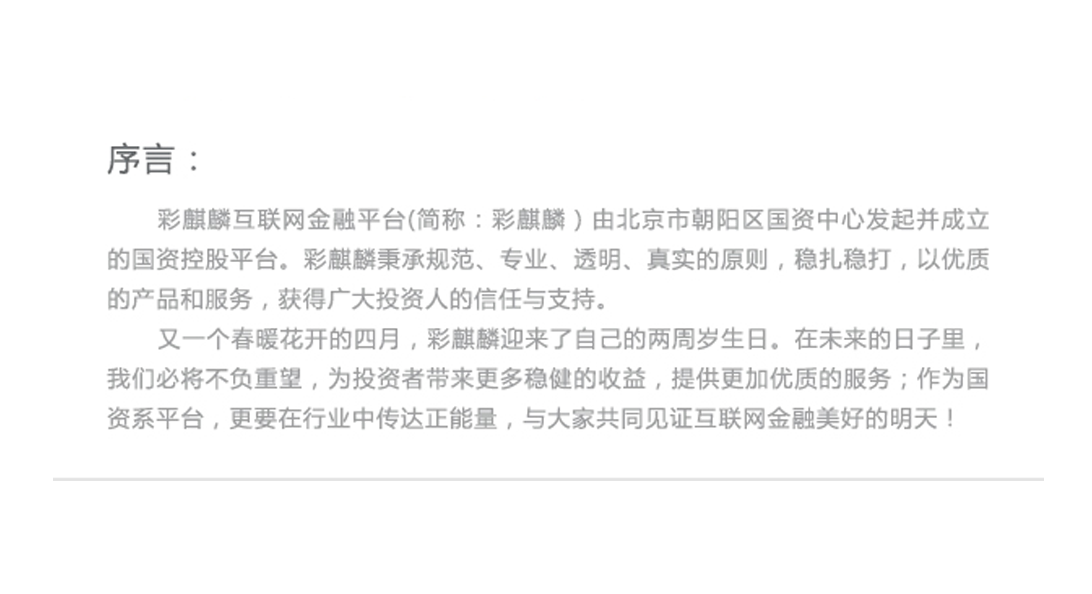 序言：
彩麒麟互联网金融平台(简称：彩麒麟）由北京市朝阳区国资中心发起并成立
的国资控股平台。彩麒麟秉承规范、专业、透明、真实的原则，稳扎稳打，以优质
的产品和服务，获得广大投资人的信任与支持。
又一个春暖花开的四月，彩麒麟迎来了自己的两周岁生日。在未来的日子里，
我们必将不负重望，为投资者带来更多稳健的收益，提供更加优质的服务；作为国
资系平台，更要在行业中传达正能量，与大家共同见证互联网金融美好的明天！